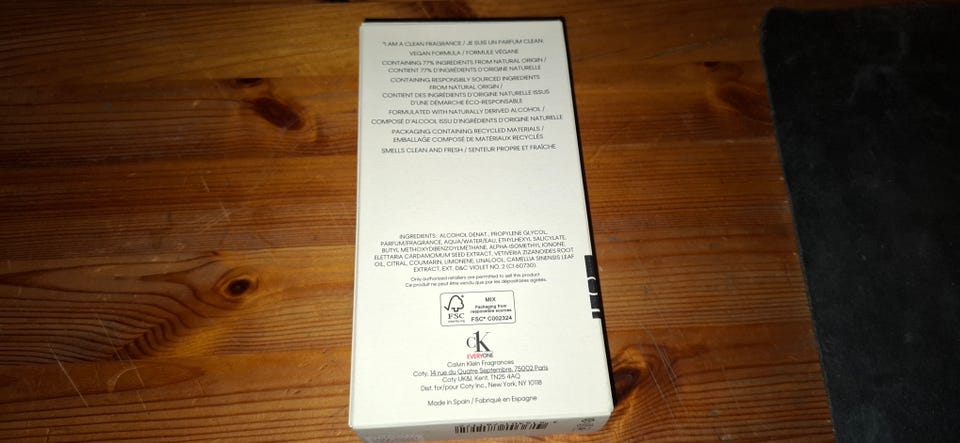 *I AM A CLEAN FRAGRANCE / JE SUIS UN PARFUM CLEAN:
VEGAN FORMULA / FORMULE VÉGANE
CONTAINING 77% INGREDIENTS FROM NATURAL ORIGIN /
CONTIENT 77% D'INGRÉDIENTS D'ORIGINE NATURELLE
CONTAINING RESPONSIBLY SOURCED INGREDIENTS
FROM NATURAL ORIGIN /
CONTIENT DES INGRÉDIENTS D'ORIGINE NATURELLE ISSUS
D'UNE DÉMARCHE ÉCO-RESPONSABLE
FORMULATED WITH NATURALLY DERIVED ALCOHOL /
COMPOSÉ D'ALCOOL ISSU D'INGRÉDIENTS D'ORIGINE NATURELLE
PACKAGING CONTAINING RECYCLED MATERIALS /
EMBALLAGE COMPOSÉ DE MATÉRIAUX RECYCLÉS
SMELLS CLEAN AND FRESH / SENTEUR PROPRE ET FRAÎCHE
INGREDIENTS : ALCOHOL DENAT., PROPYLENE GLYCOL,
PARFUM/FRAGRANCE, AQUA/WATER/EAU, ETHYLHEXYL SALICYLATE,
BUTYL METHOXYDIBENZOYLMETHANE, ALPHA-ISOMETHYL IONONE,
ELETTARIA CARDAMOMUM SEED EXTRACT, VETIVERIA ZIZANOIDES ROOT
OIL, CITRAL, COUMARIN, LIMONENE, LINALOOL, CAMELLIA SINENSIS LEAF
EXTRACT, EXT. D&C VIOLET NO. 2 (CI 60730).
Only authorized retailers are permitted to sell this product.
Ce produit ne peut être vendu que par les dépositaires agréés.
FSC
MIX
Packaging from
responsible sources
FSC® C002324
cK
EVERYONE
Calvin Klein Fragrances
Coty, 14 rue du Quatre Septembre, 75002 Paris
Coty UK&I, Kent, TN25 4AQ
Dist. for/pour Coty Inc., New York, NY 10118
Made in Spain / Fabriqué en Espagne